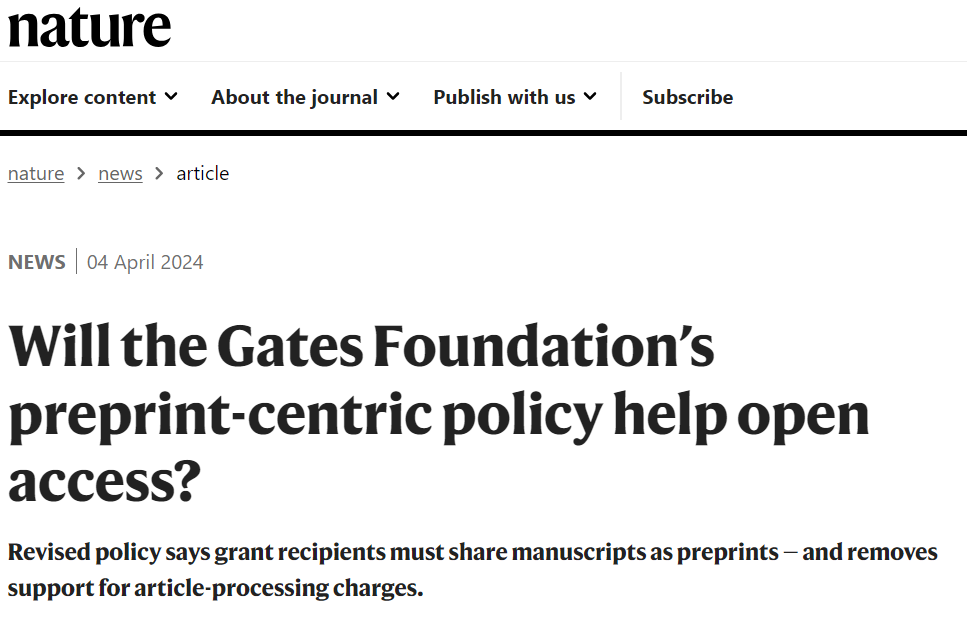 nature
Explore content About the journal Publish with us Subscribe
nature > news > article
NEWS | 04 April 2024
Will the Gates Foundation’s
preprint-centric policy help open
access?
Revised policy says grant recipients must share manuscripts as preprints — and removes
support for article-processing charges.